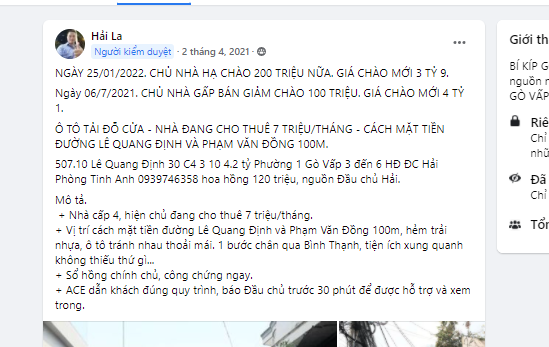 Hải La
Người kiểm duyệt · 2 tháng 4, 2021 ·
NGÀY 25/01/2022. CHỦ NHÀ HẠ CHÀO 200 TRIỆU NỮA. GIÁ CHÀO MỚI 3 TỶ 9.
Ngày 06/7/2021. CHỦ NHÀ GẤP BÁN GIẢM CHÀO 100 TRIỆU. GIÁ CHÀO MỚI 4 TỶ
1.
Ô TÔ TẢI ĐỖ CỬA - NHÀ ĐANG CHO THUÊ 7 TRIỆU/THÁNG - CÁCH MẶT TIỀN
ĐƯỜNG LÊ QUANG ĐỊNH VÀ PHẠM VĂN ĐỒNG 100M.
507.10 Lê Quang Định 30 C4 3 10 4.2 tỷ Phường 1 Gò Vấp 3 đến 6 HĐ ĐC Hải
Phòng Tinh Anh 0939746358 hoa hồng 120 triệu, nguồn Đầu chủ Hải.
Mô tả.
+ Nhà cấp 4, hiện chủ đang cho thuê 7 triệu/tháng.
+ Vị trí cách mặt tiền đường Lê Quang Định và Phạm Văn Đồng 100m, hẻm trải
nhựa, ô tô tránh nhau thoải mái. 1 bước chân qua Bình Thạnh, tiện ích xung quanh
không thiếu thứ gì...
+ Sổ hồng chính chủ, công chứng ngay.
+ ACE dẫn khách đúng quy trình, báo Đầu chủ trước 30 phút để được hỗ trợ và xem
trong.
Giới th
BÍ KÍP G
nguồn n
GÒ VẤP
Riê
Chỉ
nhữ
Đã
Chỉ
Tổn